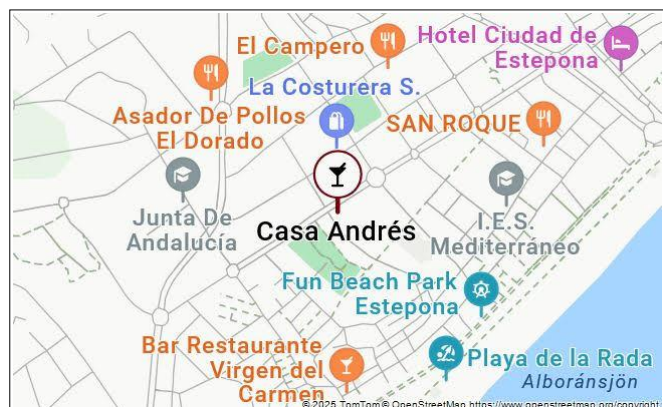 El Campero
Hotel Ciudad de
Estepona
La Costurera S.
Asador De Pollos
El Dorado
SAN ROQUE
Junta De
Andalucía
Casa Andrés
I.E.S.
Mediterráneo
Fun Beach Park
Estepona
Bar Restaurante
Virgen del
Carmen
Playa de la Rada
Alboránsjön
© 2025 TomTom © OpenStreetMap https://www.openstreetmap.org/copyright